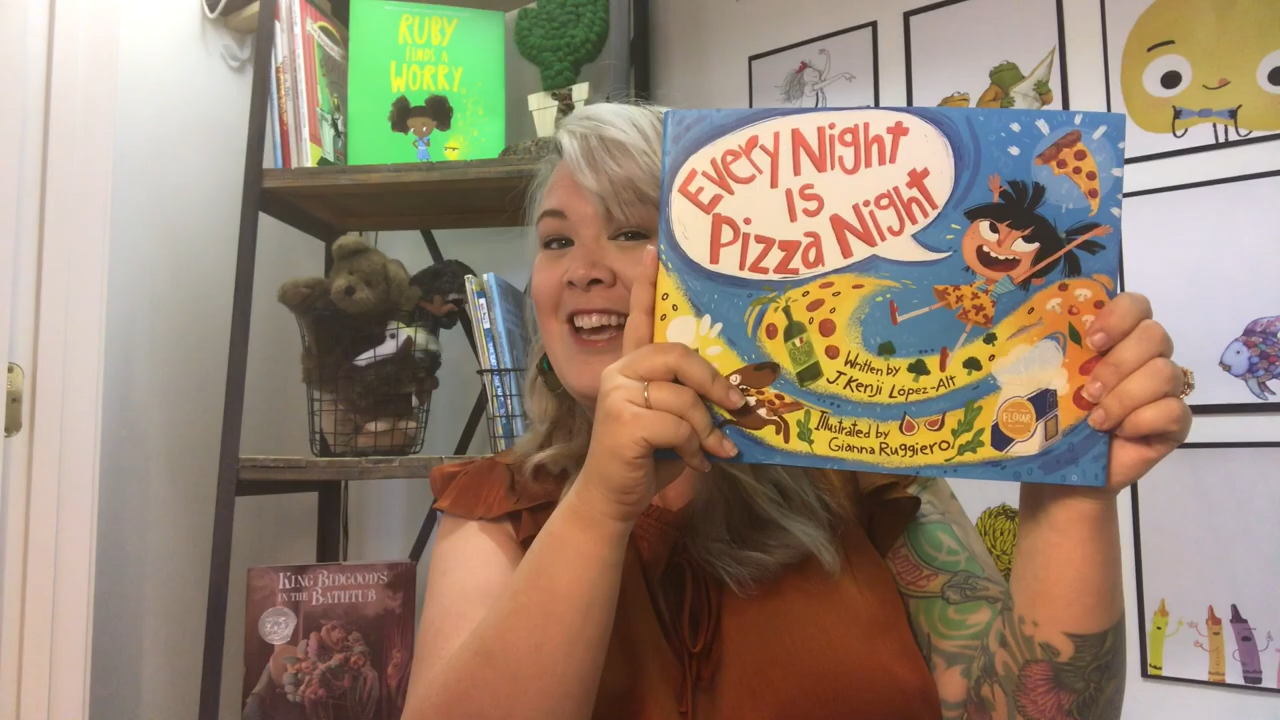 RUBY
FINDS A
WORRY
EVERY NIGHT
IS
PIZZA NIGHT
Written by
J. Kenji López-Alt
Illustrated by
Gianna Ruggiero
FLOUR
KING BIDGOOD'S
IN THE BATHTUB